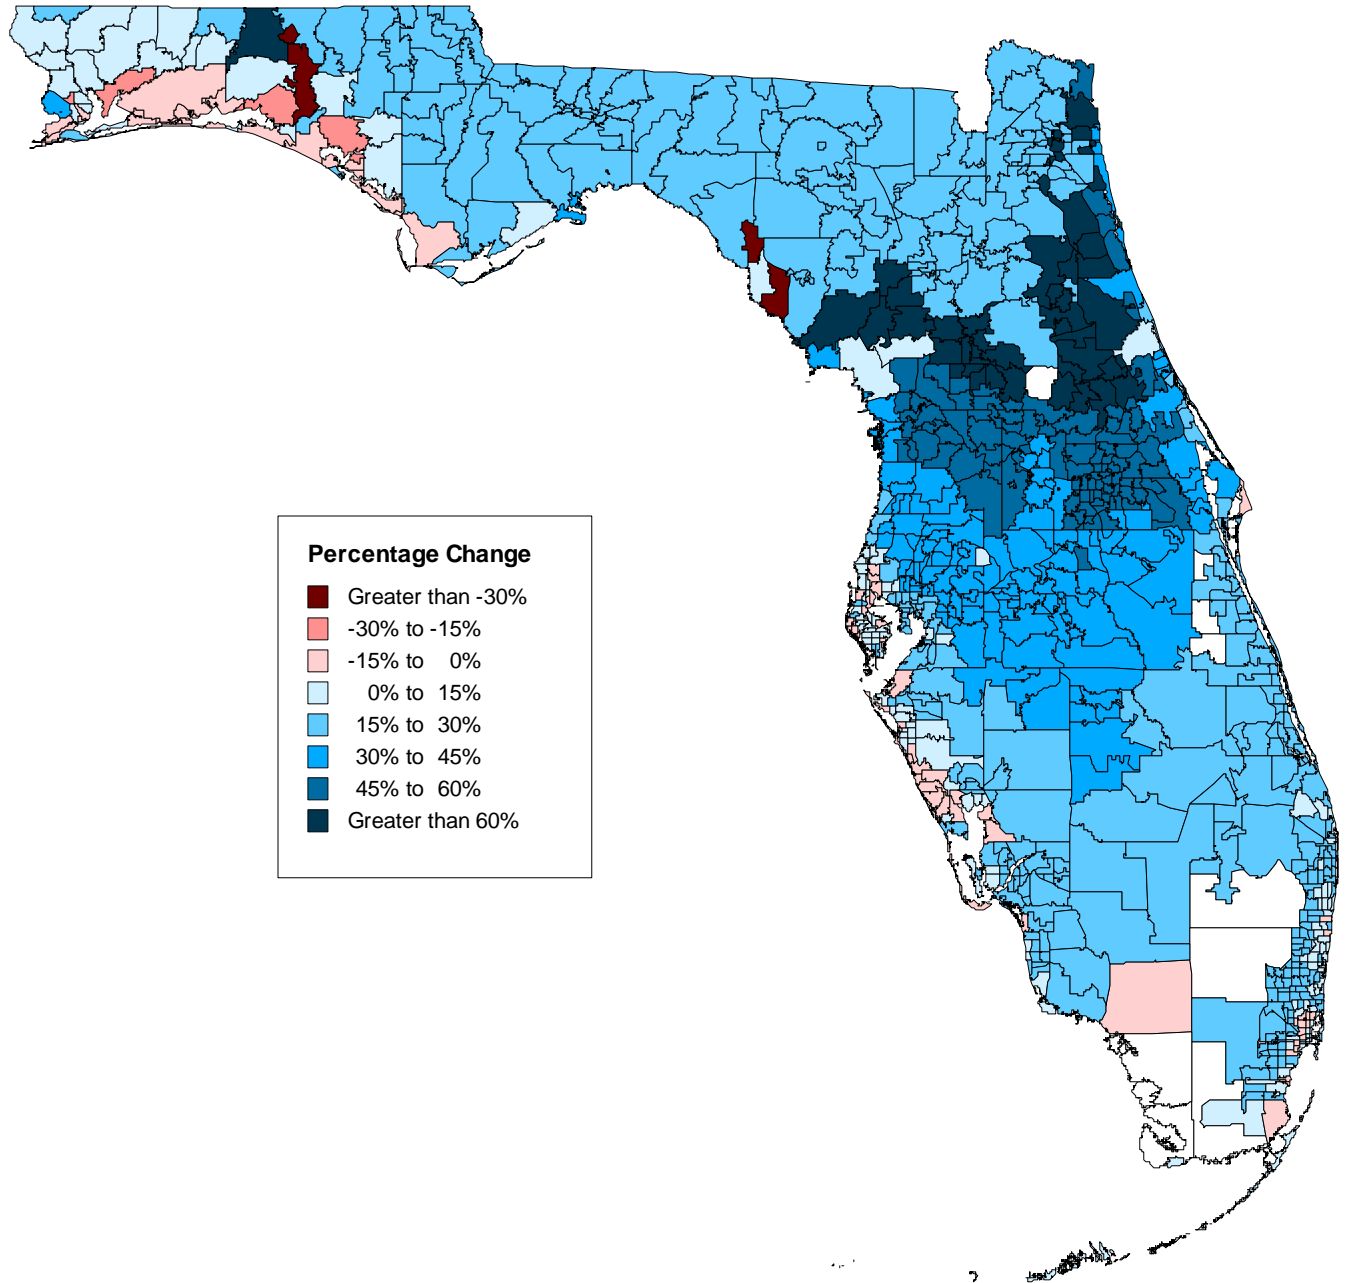 Percentage Change
Greater than -30%
-30% to -15%
-15% to 0%
0% to 15%
15% to 30%
30% to 45%
45% to 60%
Greater than 60%